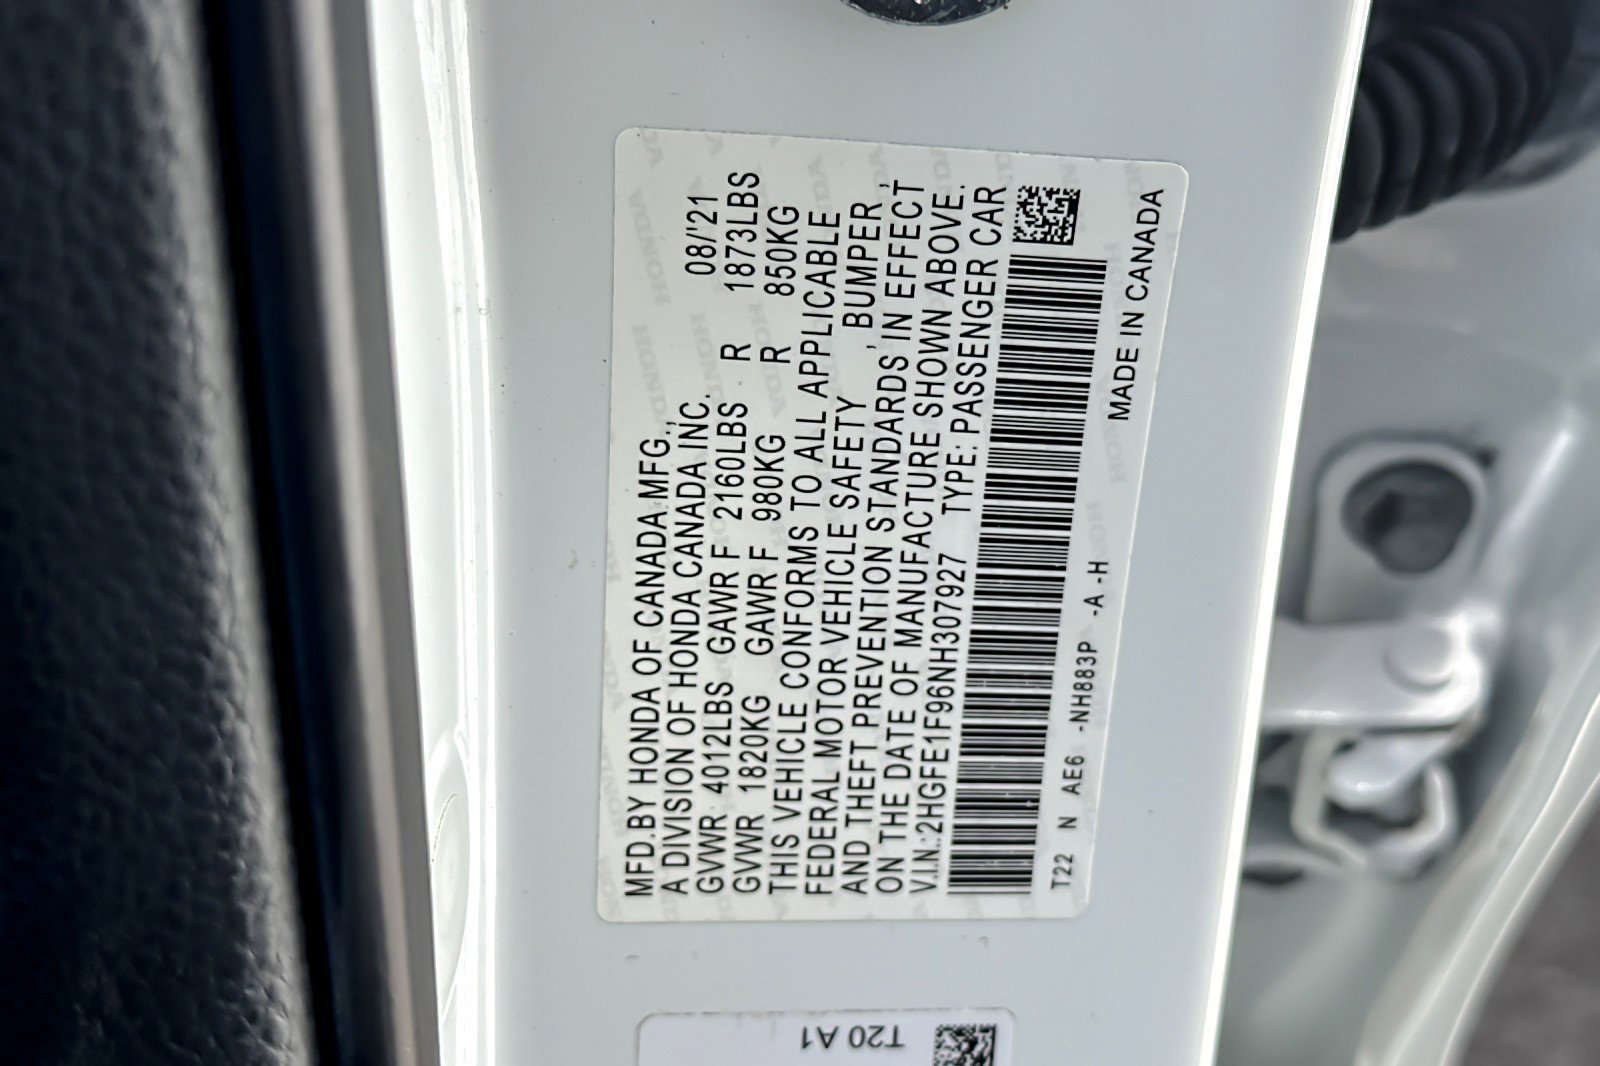 MFD.BY HONDA OF CANADA MFG.,
A DIVISION OF HONDA CANADA INC. 08/'21
GVWR 4012LBS GAWR F 2160LBS R 1873LBS
GVWR 1820KG GAWR F 980KG R 850KG
THIS VEHICLE CONFORMS TO ALL APPLICABLE
FEDERAL MOTOR VEHICLE SAFETY , BUMPER ,
AND THEFT PREVENTION STANDARDS IN EFFECT
ON THE DATE OF MANUFACTURE SHOWN ABOVE.
V.I.N.:2HGFE1F96NH307927 TYPE: PASSENGER CAR
T22 N AE6 -NH883P -A -H
MADE IN CANADA
T20 A1